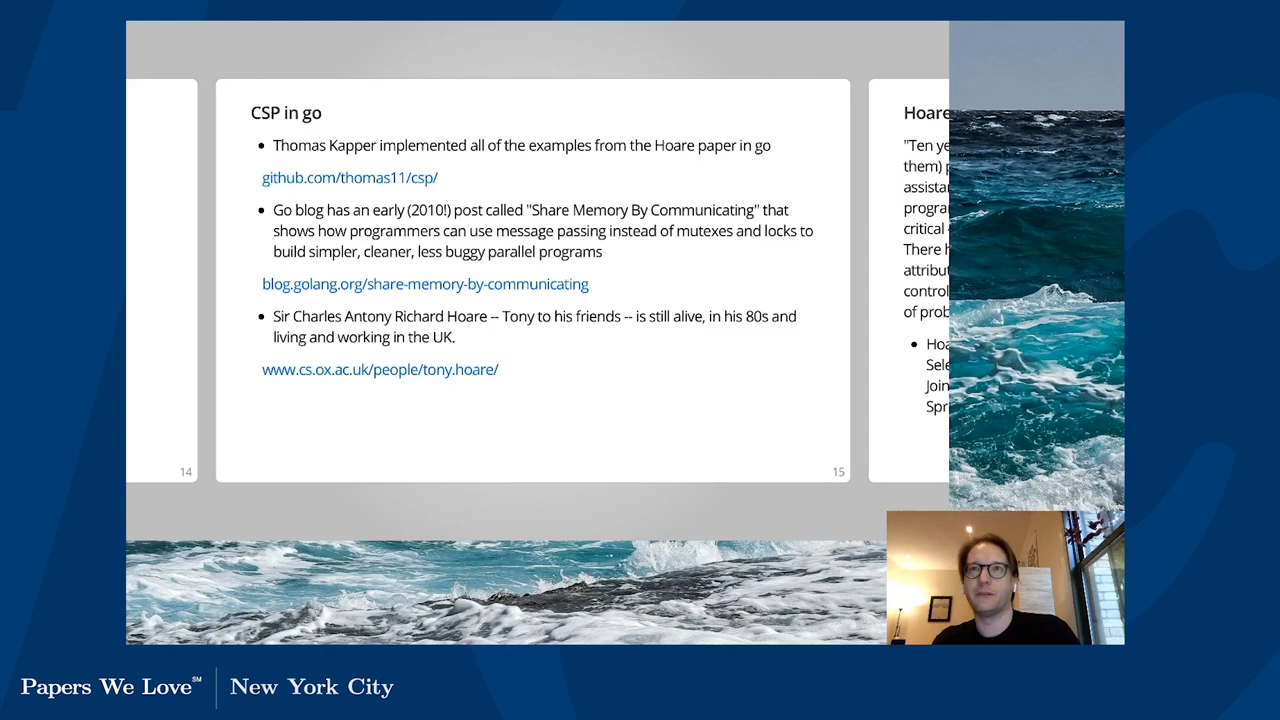 CSP in go
• Thomas Kapper implemented all of the examples from the Hoare paper in go
github.com/thomas11/csp/
• Go blog has an early (2010!) post called "Share Memory By Communicating" that
shows how programmers can use message passing instead of mutexes and locks to
build simpler, cleaner, less buggy parallel programs
blog.golang.org/share-memory-by-communicating
• Sir Charles Antony Richard Hoare -- Tony to his friends -- is still alive, in his 80s and
living and working in the UK.
www.cs.ox.ac.uk/people/tony.hoare/
14
15
Hoare
"Ten ye
them) p
assista
progra
critical
There h
attribut
control
of prob
• Hoa
Sele
Join
Spr
Papers We Love℠
New York City